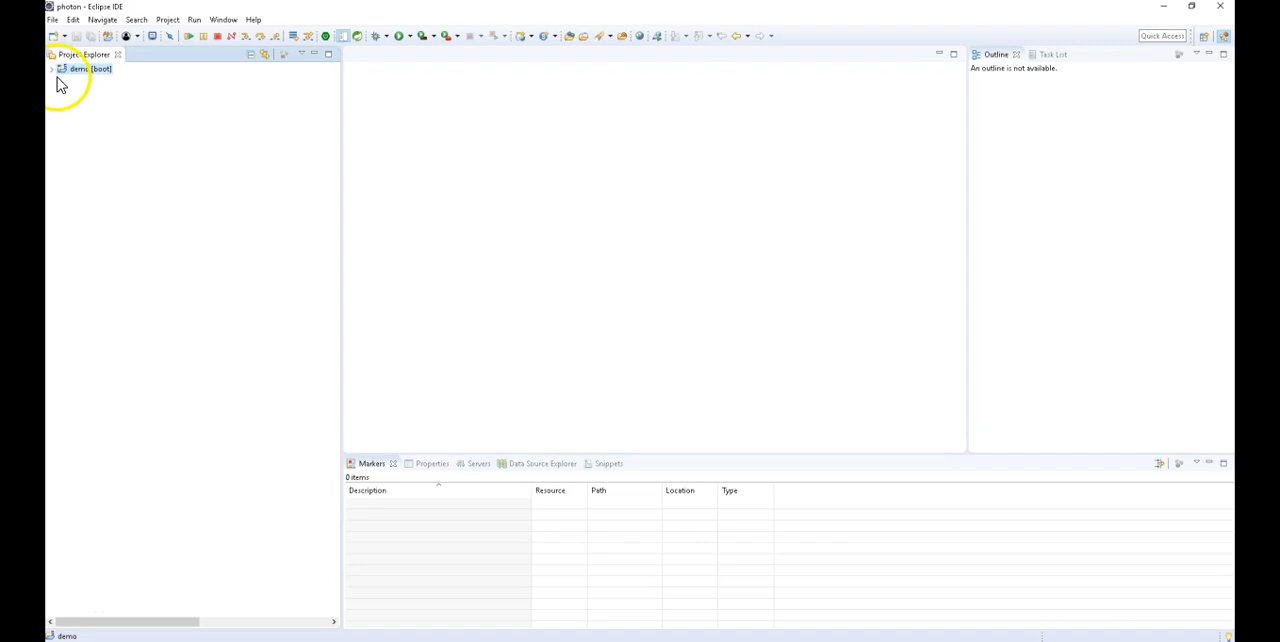 photon - Eclipse IDE
File Edit Navigate Search Project Run Window Help
Quick Access
Project Explorer
demo [boot]
Outline Task List
An outline is not available.
Markers Properties Servers Data Source Explorer Snippets
0 items
Description Resource Path Location Type
demo